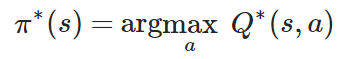 π*(s) = argmax Q*(s, a)
a